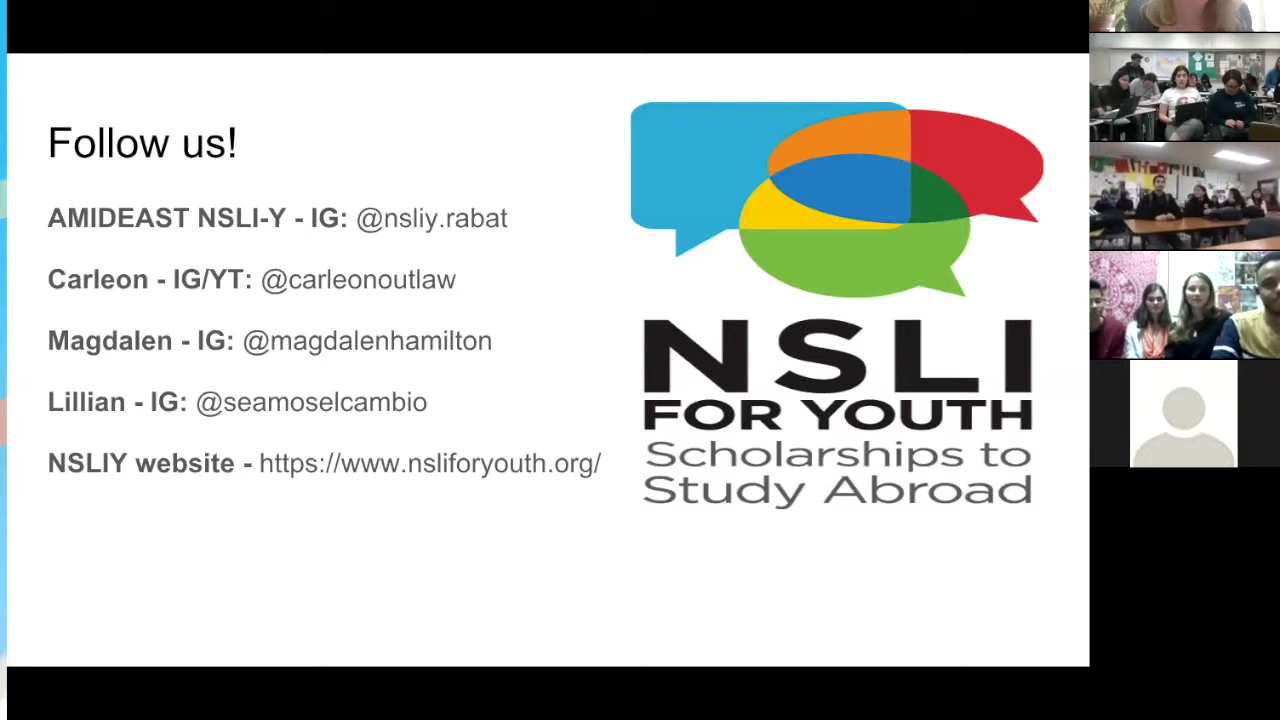 Follow us!
AMIDEAST NSLI-Y - IG: @nsliy.rabat
Carleon - IG/YT: @carleonoutlaw
Magdalen - IG: @magdalenhamilton
Lillian - IG: @seamoselcambio
NSLIY website - https://www.nsliforyouth.org/
NSLI
FOR YOUTH
Scholarships to
Study Abroad